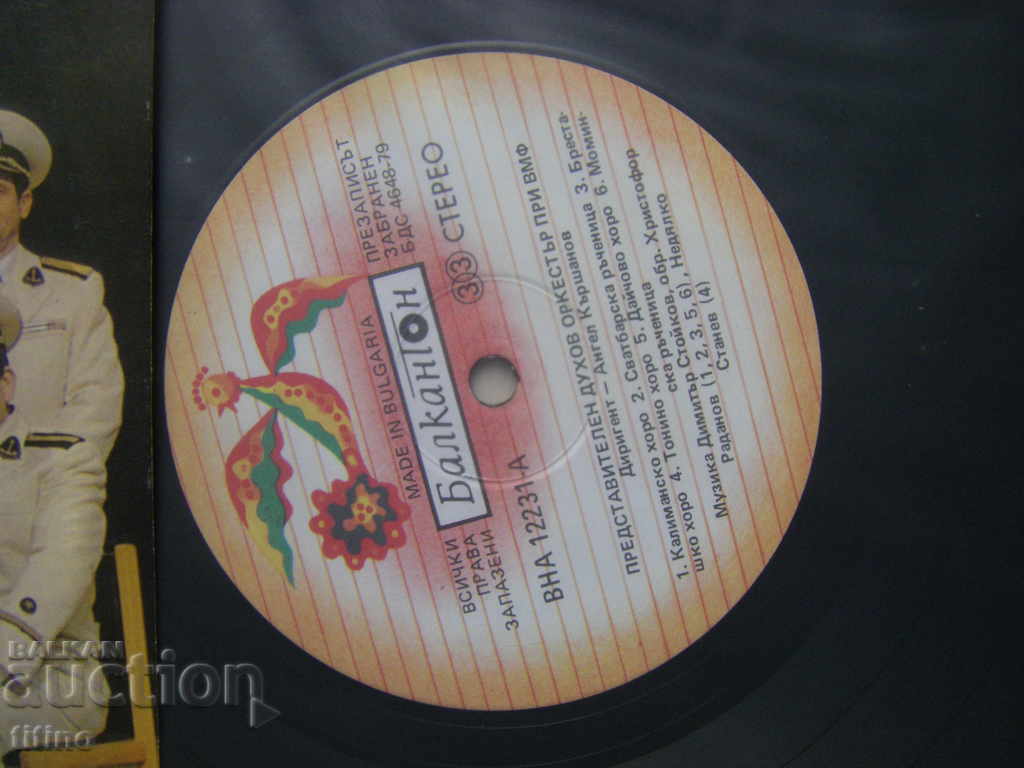 MADE IN BULGARIA
Балкантон
ПРЕЗАПИСЪТ
ЗАБРАНЕН
БДС 4648-79
33 СТЕРЕО
ВСИЧКИ
ПРАВА
ЗАПАЗЕНИ
ВНА 12231-А
ПРЕДСТАВИТЕЛЕН ДУХОВ ОРКЕСТЪР ПРИ ВМФ
Диригент — Ангел Кършанов
1. Калиманско хоро 2. Сватбарска ръченица 3. Бреста-
шко хоро 4. Тонино хоро 5. Дайчово хоро 6. Момин-
ска ръченица
Музика Димитър Стойков, обр. Христофор
Раданов (1, 2, 3, 5, 6), Недялко
Станев (4)
BALKAN
auction
titino